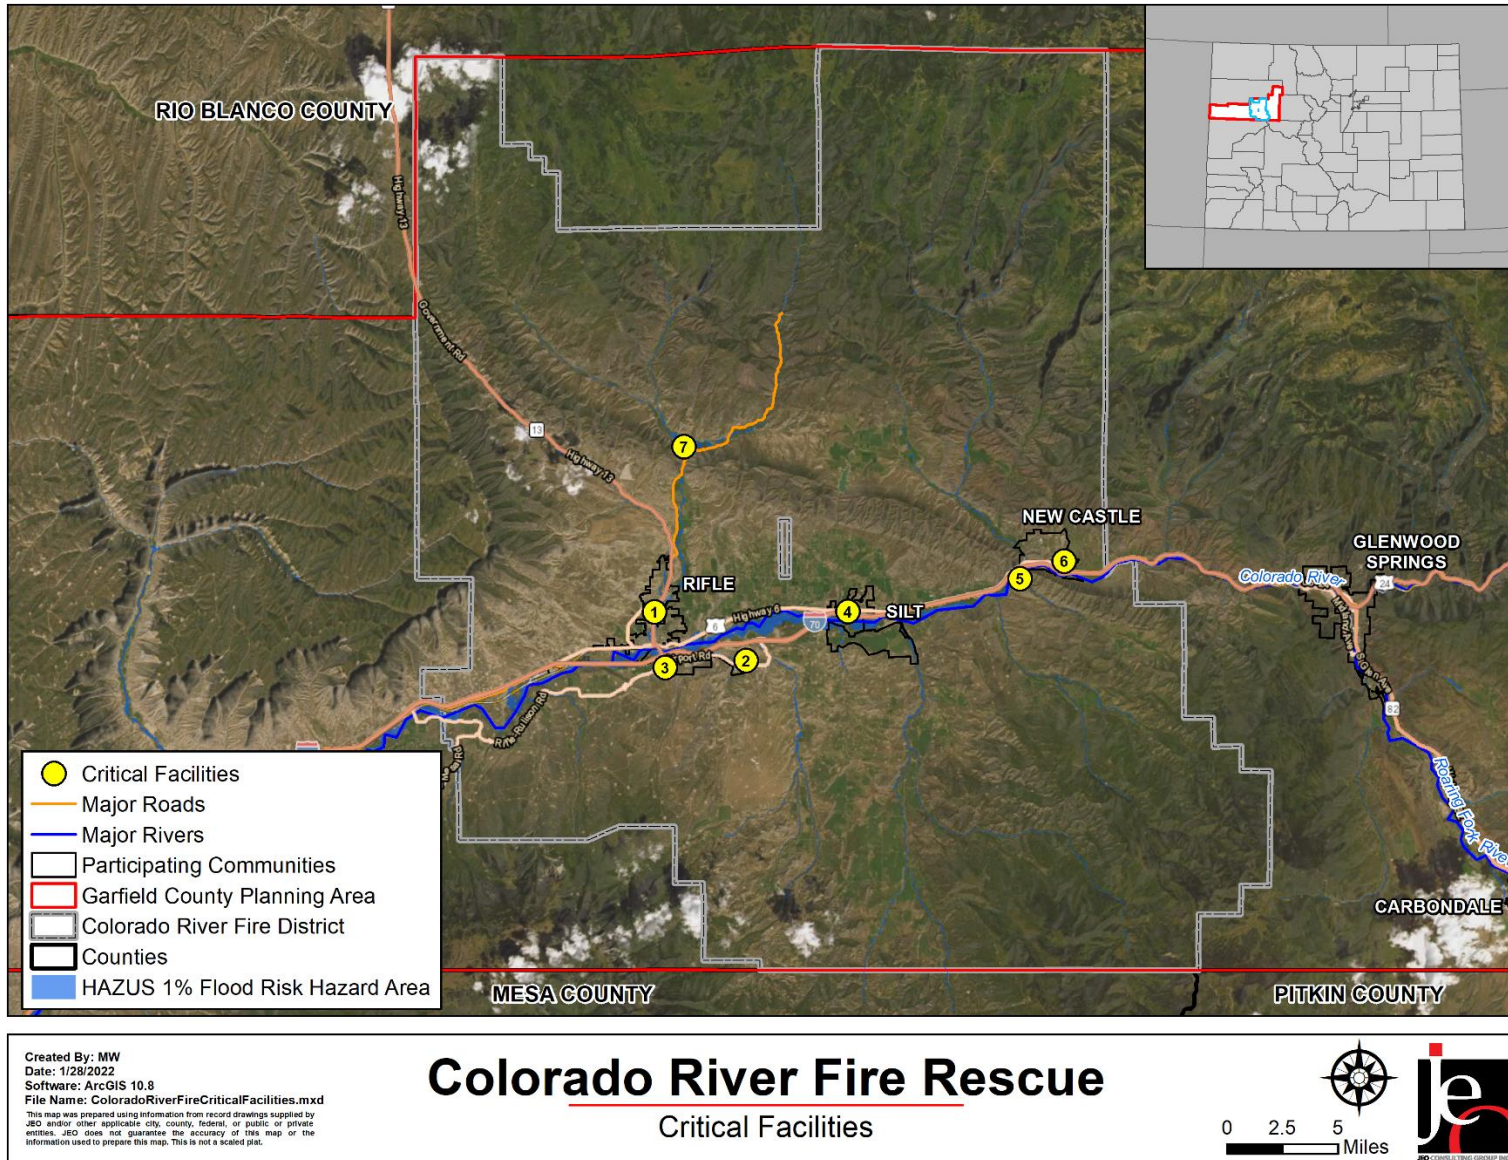 RIO BLANCO COUNTY
Highway 13
Government Rd
13
Highway 13
7
NEW CASTLE
6
5
GLENWOOD
SPRINGS
Colorado River
24
RIFLE
1
Highway 6
6
70
4
SILT
3
2
Rifle-Rulison Rd
82
Roaring Fork River
CARBONDALE
MESA COUNTY
PITKIN COUNTY
Critical Facilities
Major Roads
Major Rivers
Participating Communities
Garfield County Planning Area
Colorado River Fire District
Counties
HAZUS 1% Flood Risk Hazard Area
Created By: MW
Date: 1/28/2022
Software: ArcGIS 10.8
File Name: ColoradoRiverFireCriticalFacilities.mxd
This map was prepared using information from record drawings supplied by
JEO and/or other applicable city, county, federal, or public or private
entities. JEO does not guarantee the accuracy of this map or the
information used to prepare this map. This is not a scaled plat.
Colorado River Fire Rescue
Critical Facilities
0 2.5 5
Miles
jeo
JEO CONSULTING GROUP INC